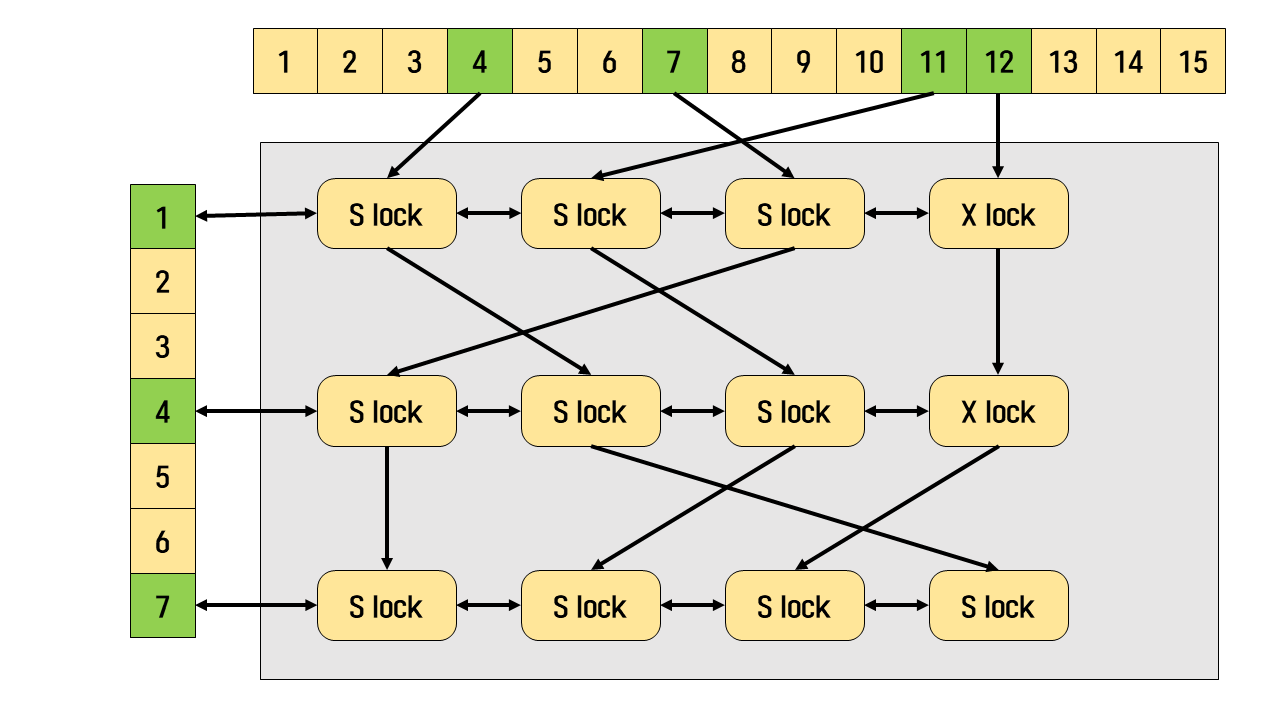 1 2 3 4 5 6 7 8 9 10 11 12 13 14 15
1 S lock S lock S lock X lock
2
3
4 S lock S lock S lock X lock
5
6
7 S lock S lock S lock S lock